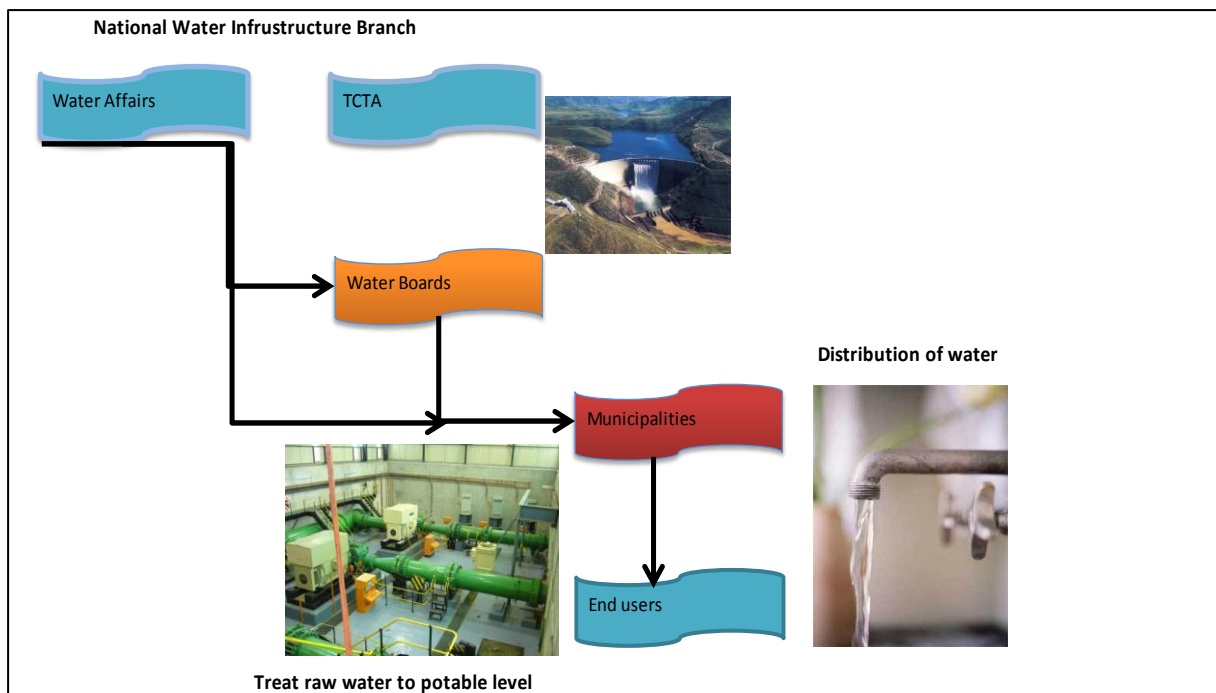 National Water Infrustructure Branch
Water Affairs
TCTA
Water Boards
Distribution of water
Municipalities
End users
Treat raw water to potable level